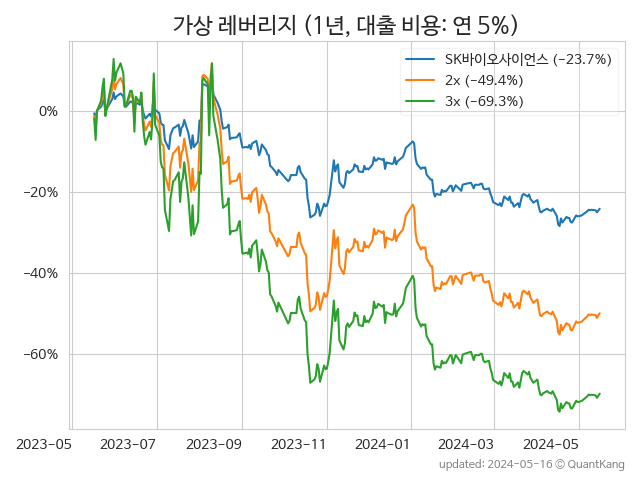 가상 레버리지 (1년, 대출 비용: 연 5%)
SK바이오사이언스 (−23.7%)
2x (−49.4%)
3x (−69.3%)
0%
−20%
−40%
−60%
2023−05 2023−07 2023−09 2023−11 2024−01 2024−03 2024−05
updated: 2024−05−16 ⓒ QuantKang